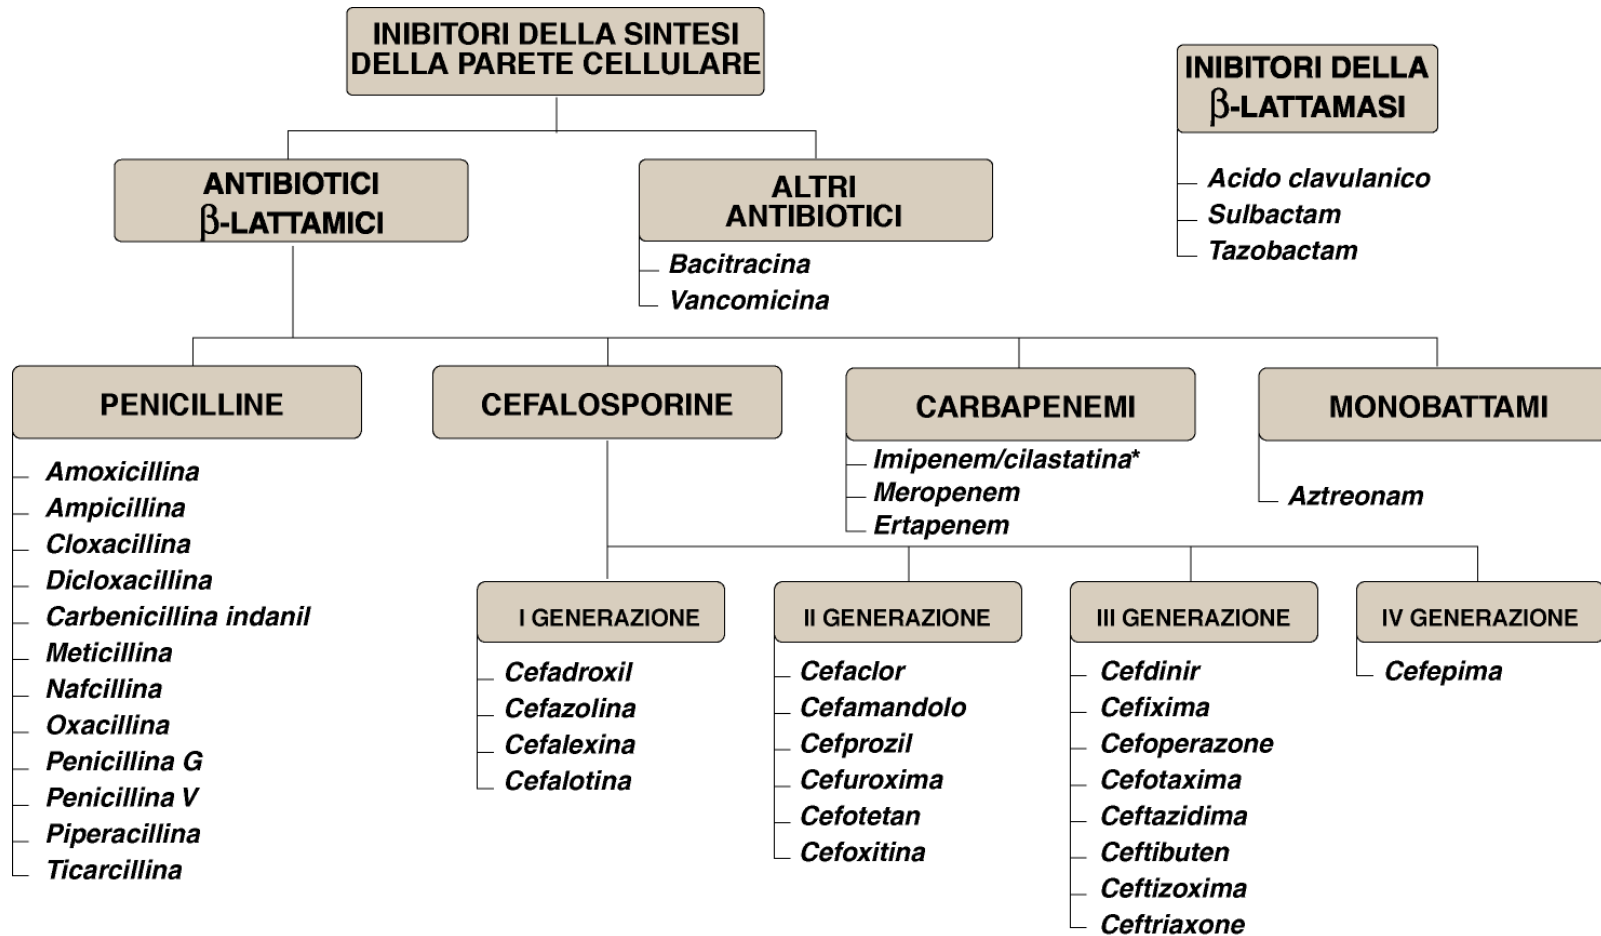 INIBITORI DELLA SINTESI
DELLA PARETE CELLULARE
INIBITORI DELLA
β-LATTAMASI
Acido clavulanico
Sulbactam
Tazobactam
ANTIBIOTICI
β-LATTAMICI
ALTRI
ANTIBIOTICI
Bacitracina
Vancomicina
PENICILLINE
Amoxicillina
Ampicillina
Cloxacillina
Dicloxacillina
Carbenicillina indanil
Meticillina
Nafcillina
Oxacillina
Penicillina G
Penicillina V
Piperacillina
Ticarcillina
CEFALOSPORINE
CARBAPENEMI
Imipenem/cilastatina*
Meropenem
Ertapenem
MONOBATTAMI
Aztreonam
I GENERAZIONE
Cefadroxil
Cefazolina
Cefalexina
Cefalotina
II GENERAZIONE
Cefaclor
Cefamandolo
Cefprozil
Cefuroxima
Cefotetan
Cefoxitina
III GENERAZIONE
Cefdinir
Cefixima
Cefoperazone
Cefotaxima
Ceftazidima
Ceftibuten
Ceftizoxima
Ceftriaxone
IV GENERAZIONE
Cefepima